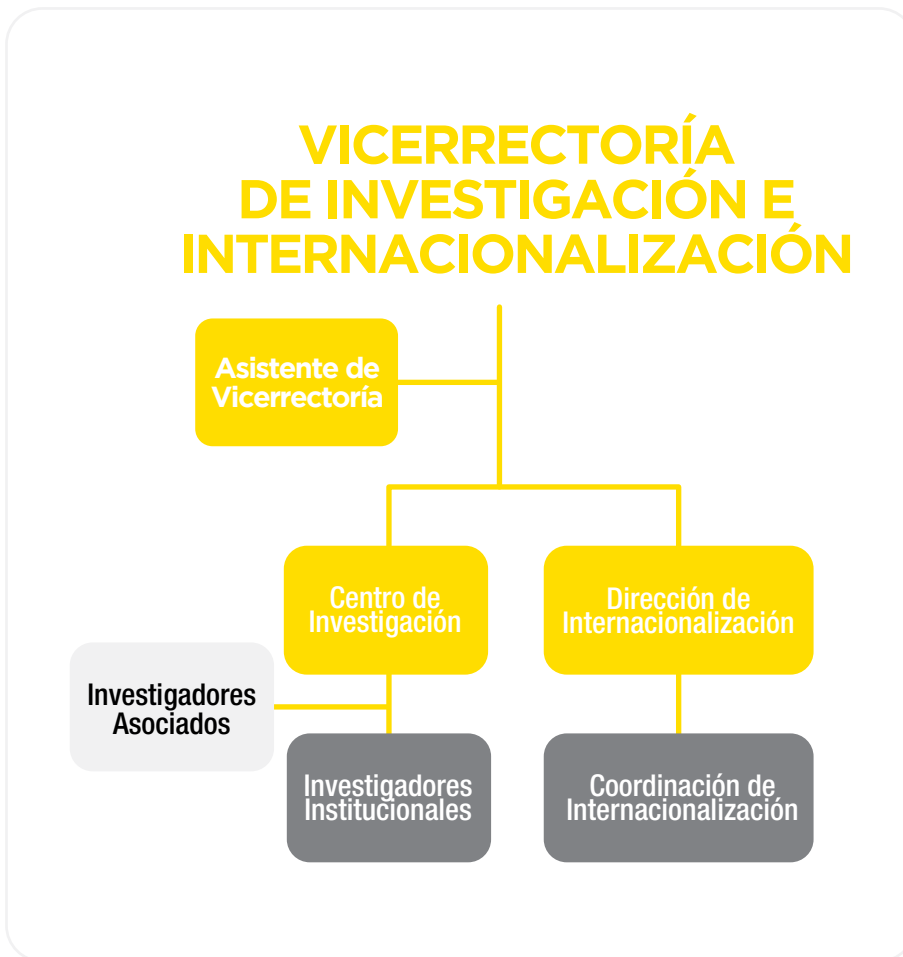 VICERRECTORÍA
DE INVESTIGACIÓN E
INTERNACIONALIZACIÓN
Asistente de
Vicerrectoría
Centro de
Investigación
Dirección de
Internacionalización
Investigadores
Asociados
Investigadores
Institucionales
Coordinación de
Internacionalización